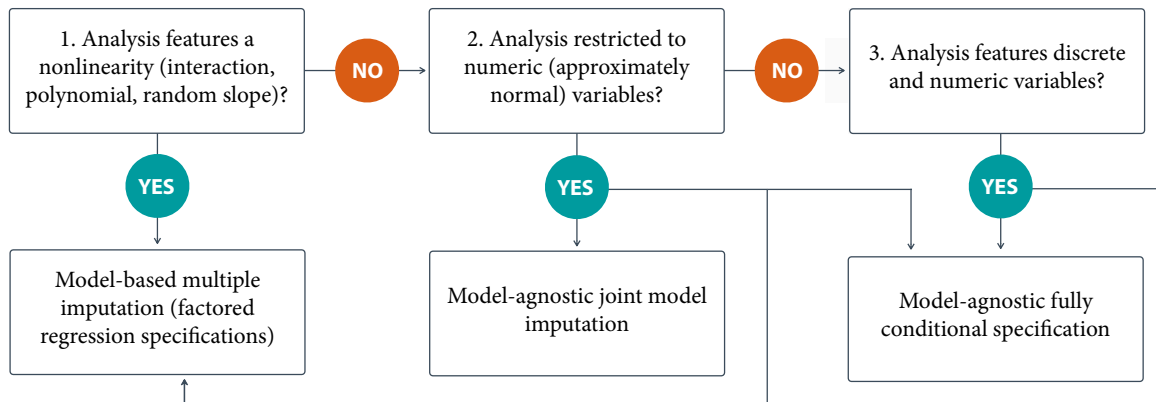 1. Analysis features a
nonlinearity (interaction,
polynomial, random slope)?
NO
2. Analysis restricted to
numeric (approximately
normal) variables?
NO
3. Analysis features discrete
and numeric variables?
YES
YES
YES
Model-based multiple
imputation (factored
regression specifications)
Model-agnostic joint model
imputation
Model-agnostic fully
conditional specification